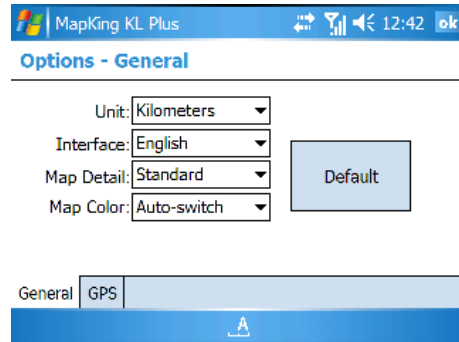 MapKing KL Plus 12:42 ok
Options - General
Unit: Kilometers
Interface: English
Map Detail: Standard
Default
Map Color: Auto-switch
General GPS
A